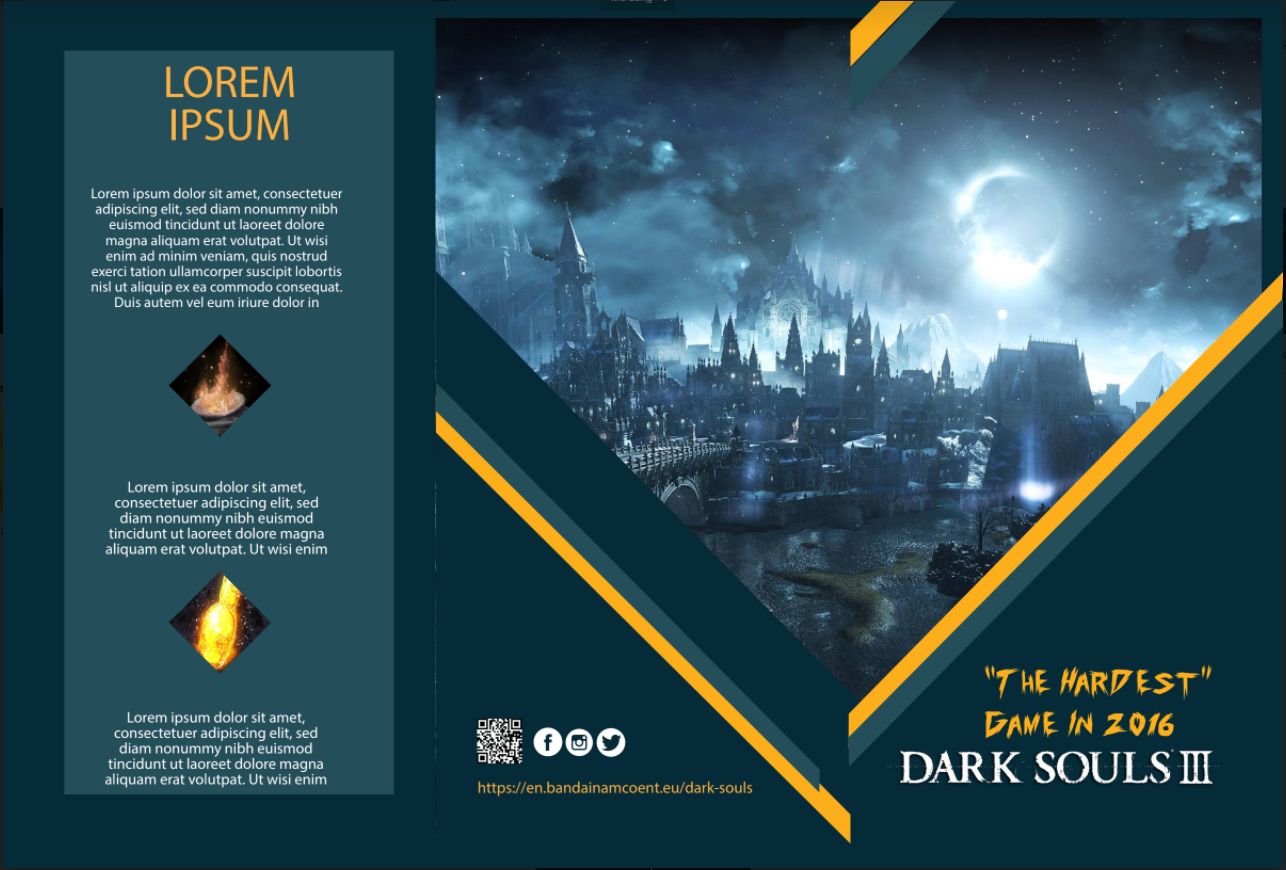 LOREM
IPSUM
Lorem ipsum dolor sit amet, consectetuer
adipiscing elit, sed diam nonummy nibh
euismod tincidunt ut laoreet dolore
magna aliquam erat volutpat. Ut wisi
enim ad minim veniam, quis nostrud
exerci tation ullamcorper suscipit lobortis
nisl ut aliquip ex ea commodo consequat.
Duis autem vel eum iriure dolor in
Lorem ipsum dolor sit amet,
consectetuer adipiscing elit, sed
diam nonummy nibh euismod
tincidunt ut laoreet dolore magna
aliquam erat volutpat. Ut wisi enim
Lorem ipsum dolor sit amet,
consectetuer adipiscing elit, sed
diam nonummy nibh euismod
tincidunt ut laoreet dolore magna
aliquam erat volutpat. Ut wisi enim
https://en.bandainamcoent.eu/dark-souls
"THE HARDEST"
GAME IN 2016
DARK SOULS III